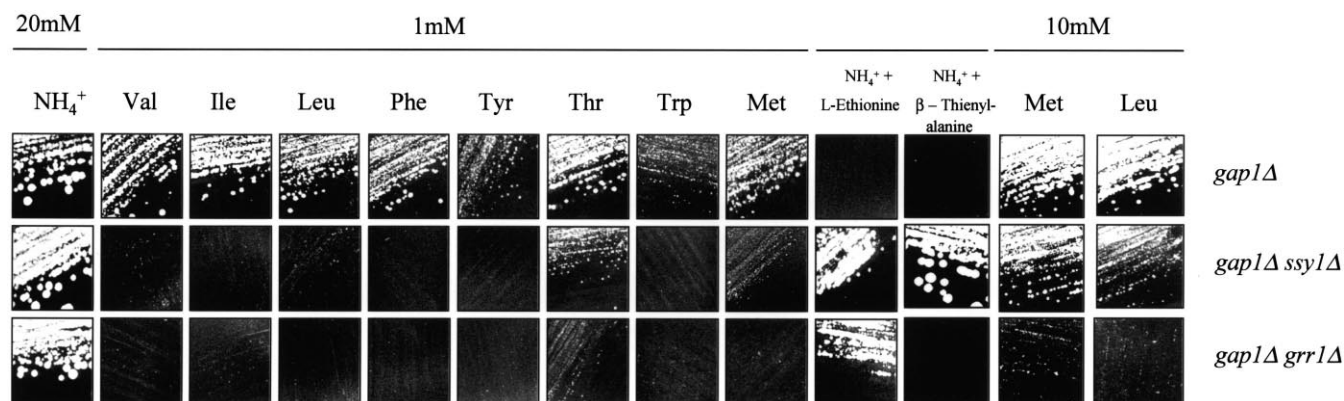 20mM 1mM 10mM
NH₄⁺ + NH₄⁺ +
NH₄⁺ Val Ile Leu Phe Tyr Thr Trp Met L-Ethionine β – Thienyl- Met Leu
alanine
gap1Δ
gap1Δ ssy1Δ
gap1Δ grr1Δ